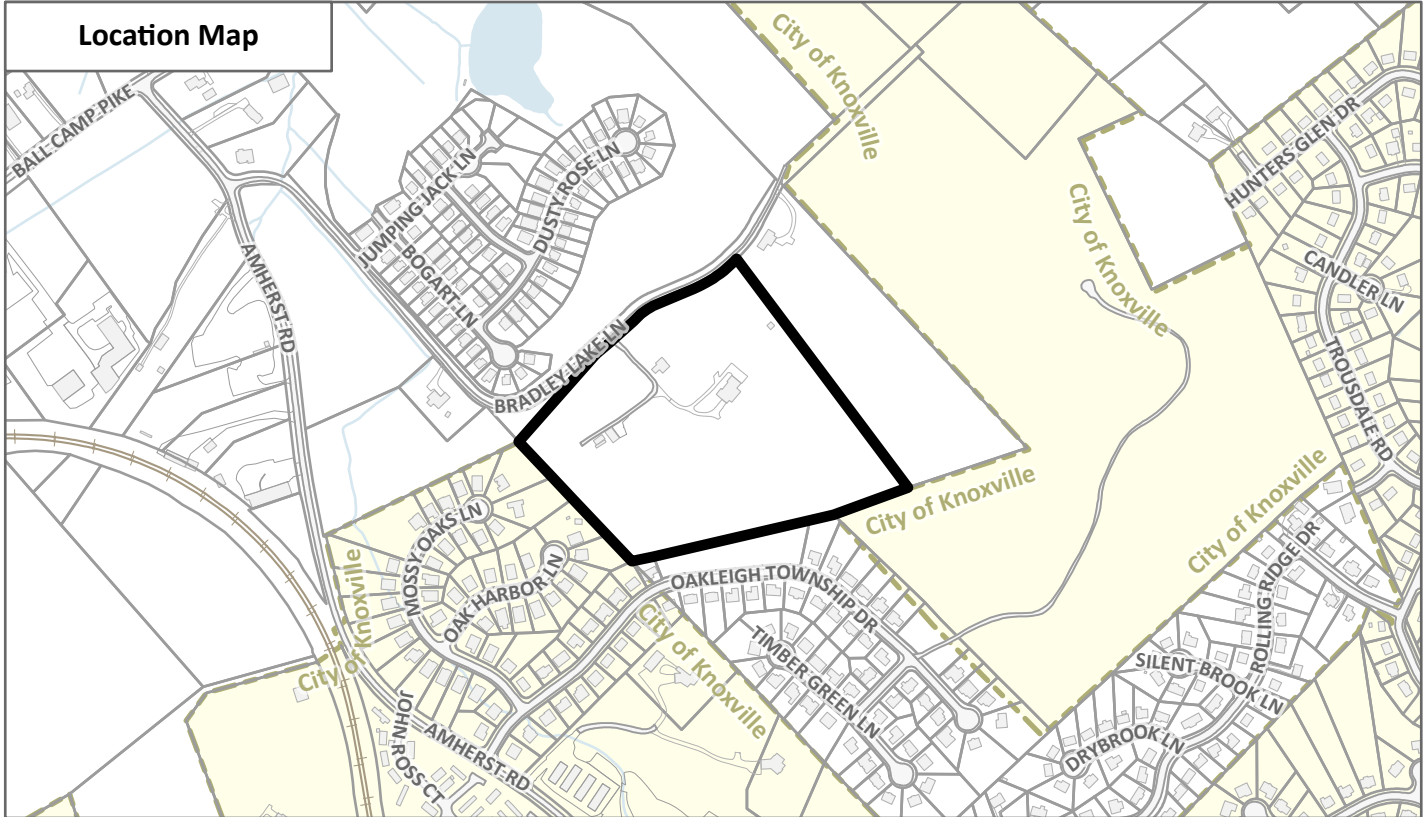 Location Map
City of Knoxville
BALL CAMP PIKE
HUNTERS GLEN DR
JUMPING JACK LN
DUSTY ROSE LN
City of Knoxville
AMHERST RD
BOGART LN
CANDLER LN
BRADLEY LAKE LN
TROUSDALE RD
City of Knoxville
City of Knoxville
MOSSY OAKS LN
OAK HARBOR LN
City of Knoxville
OAKLEIGH TOWNSHIP DR
ROLLING RIDGE DR
City of Knoxville
City of Knoxville
TIMBER GREEN LN
SILENT BROOK LN
JOHN ROSS CT
AMHERST RD
DRYBROOK LN